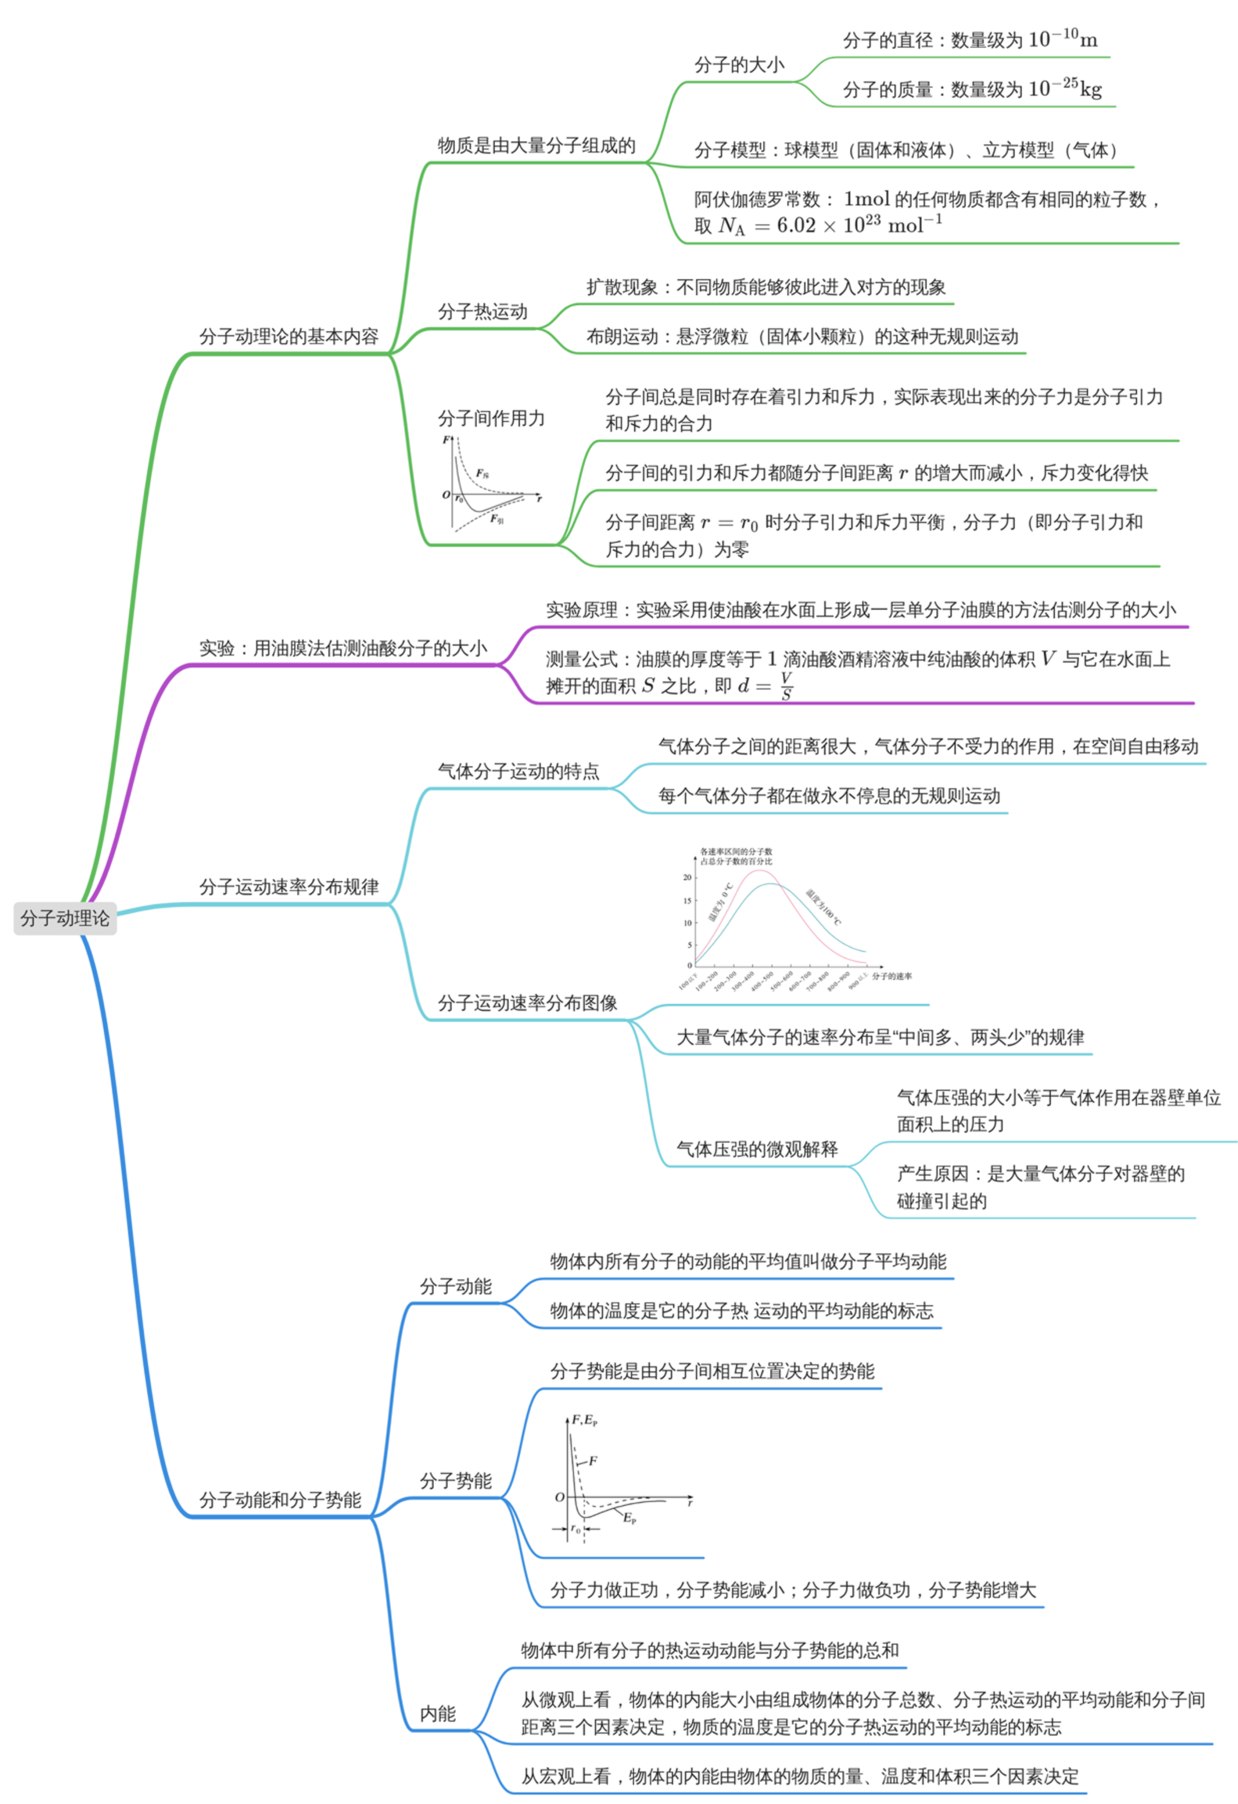 分子的直径：数量级为 10⁻¹⁰m
分子的大小
分子的质量：数量级为 10⁻²⁵kg
物质是由大量分子组成的
分子模型：球模型（固体和液体）、立方模型（气体）
阿伏伽德罗常数： 1mol 的任何物质都含有相同的粒子数，
取 N_A = 6.02 × 10²³ mol⁻¹
分子动理论的基本内容
分子热运动
扩散现象：不同物质能够彼此进入对方的现象
布朗运动：悬浮微粒（固体小颗粒）的这种无规则运动
分子间作用力
F
F斥
O
r₀
r
F引
分子间总是同时存在着引力和斥力，实际表现出来的分子力是分子引力
和斥力的合力
分子间的引力和斥力都随分子间距离 r 的增大而减小，斥力变化得快
分子间距离 r = r₀ 时分子引力和斥力平衡，分子力（即分子引力和
斥力的合力）为零
实验：用油膜法估测油酸分子的大小
实验原理：实验采用使油酸在水面上形成一层单分子油膜的方法估测分子的大小
测量公式：油膜的厚度等于 1 滴油酸酒精溶液中纯油酸的体积 V 与它在水面上
摊开的面积 S 之比，即 d = V/S
分子动理论
分子运动速率分布规律
气体分子运动的特点
气体分子之间的距离很大，气体分子不受力的作用，在空间自由移动
每个气体分子都在做永不停息的无规则运动
分子运动速率分布图像
各速率区间的分子数
占总分子数的百分比
20
15
10
5
0
温度为 0 ℃
温度为100 ℃
100以下
100~200
200~300
300~400
400~500
500~600
600~700
700~800
800~900
900以上
分子的速率
大量气体分子的速率分布呈“中间多、两头少”的规律
气体压强的微观解释
气体压强的大小等于气体作用在器壁单位
面积上的压力
产生原因：是大量气体分子对器壁的
碰撞引起的
分子动能和分子势能
分子动能
物体内所有分子的动能的平均值叫做分子平均动能
物体的温度是它的分子热 运动的平均动能的标志
分子势能
分子势能是由分子间相互位置决定的势能
F, E_P
F
O
r
E_P
r₀
分子力做正功，分子势能减小；分子力做负功，分子势能增大
内能
物体中所有分子的热运动动能与分子势能的总和
从微观上看，物体的内能大小由组成物体的分子总数、分子热运动的平均动能和分子间
距离三个因素决定，物质的温度是它的分子热运动的平均动能的标志
从宏观上看，物体的内能由物体的物质的量、温度和体积三个因素决定